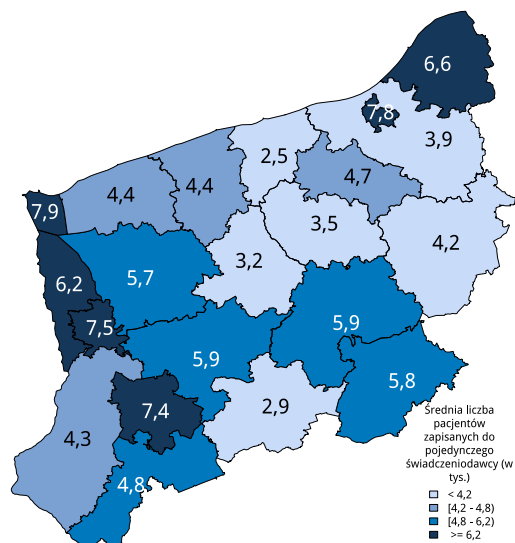 6,6
7,8
3,9
2,5
4,7
4,4
4,4
7,9
3,5
4,2
3,2
5,7
6,2
7,5
5,9
5,9
5,8
7,4
2,9
4,3
4,8
Średnia liczba
pacjentów
zapisanych do
pojedynczego
świadczeniodawcy (w
tys.)
< 4,2
[4,2 - 4,8)
[4,8 - 6,2)
>= 6,2